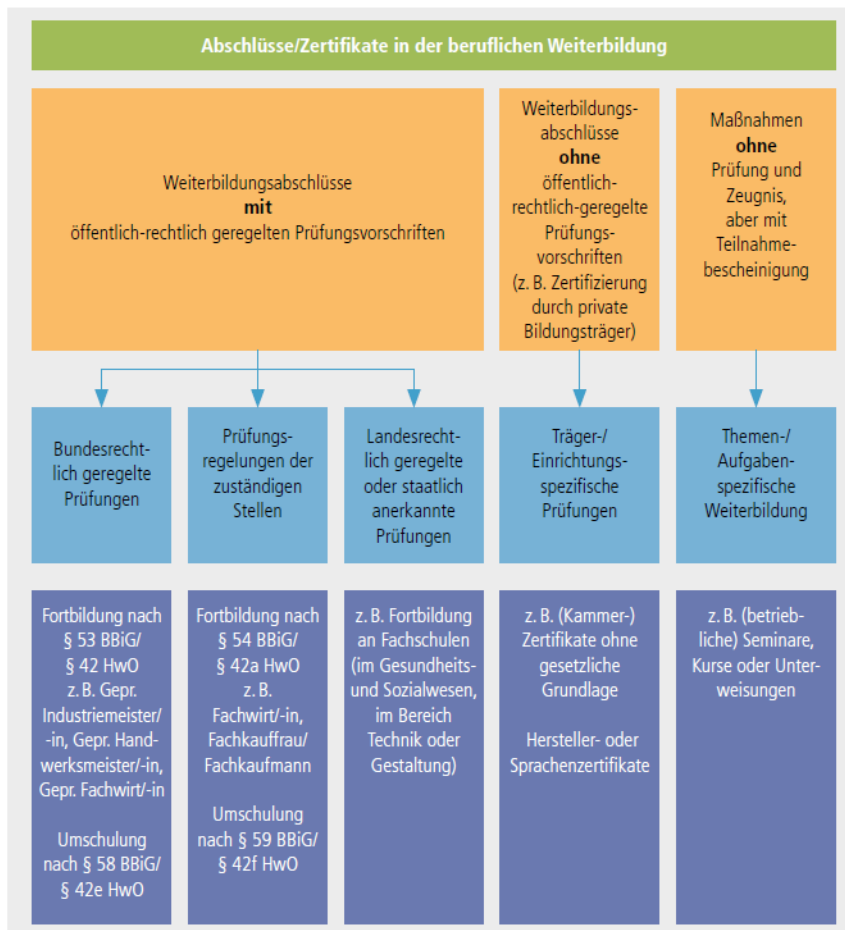 Abschlüsse/Zertifikate in der beruflichen Weiterbildung
Weiterbildungsabschlüsse
mit
öffentlich-rechtlich geregelten Prüfungsvorschriften
Weiterbildungs-
abschlüsse
ohne
öffentlich-
rechtlich-geregelte
Prüfungs-
vorschriften
(z. B. Zertifizierung
durch private
Bildungsträger)
Maßnahmen
ohne
Prüfung und
Zeugnis,
aber mit
Teilnahme-
bescheinigung
Bundesrecht-
lich geregelte
Prüfungen
Prüfungs-
regelungen der
zuständigen
Stellen
Landesrecht-
lich geregelte
oder staatlich
anerkannte
Prüfungen
Träger-/
Einrichtungs-
spezifische
Prüfungen
Themen-/
Aufgaben-
spezifische
Weiterbildung
Fortbildung nach
§ 53 BBiG/
§ 42 HwO
z. B. Gepr.
Industriemeister/
-in, Gepr. Hand-
werksmeister/-in,
Gepr. Fachwirt/-in
Umschulung
nach § 58 BBiG/
§ 42e HwO
Fortbildung nach
§ 54 BBiG/
§ 42a HwO
z. B.
Fachwirt/-in,
Fachkauffrau/
Fachkaufmann
Umschulung
nach § 59 BBiG/
§ 42f HwO
z. B. Fortbildung
an Fachschulen
(im Gesundheits-
und Sozialwesen,
im Bereich
Technik oder
Gestaltung)
z. B. (Kammer-)
Zertifikate ohne
gesetzliche
Grundlage
Hersteller- oder
Sprachenzertifikate
z. B. (betrieb-
liche) Seminare,
Kurse oder Unter-
weisungen